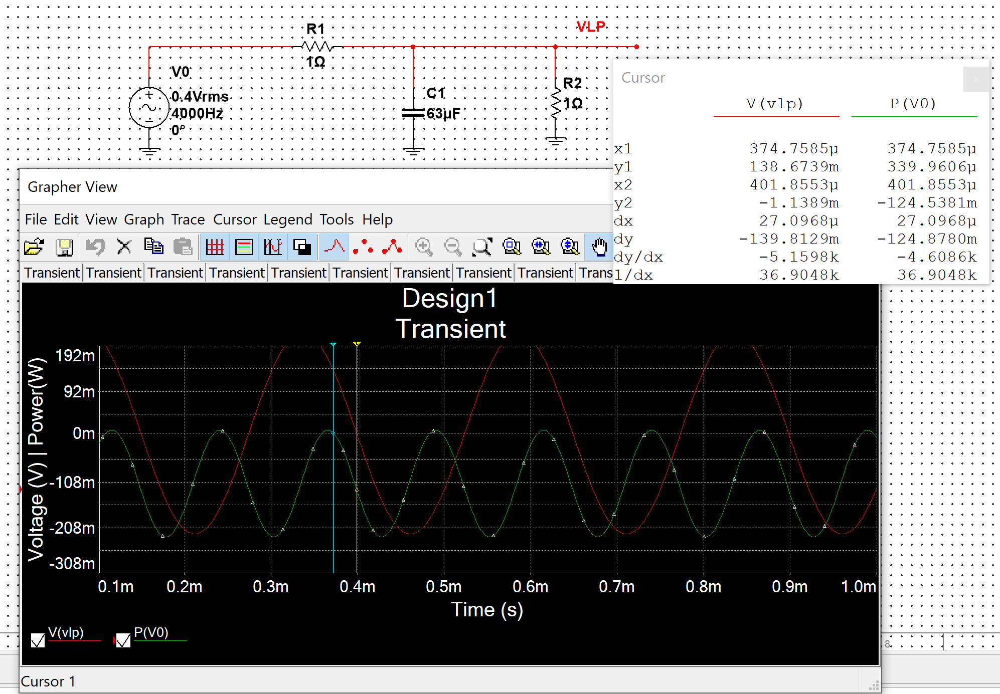 R1
1Ω
VLP
V0
0.4Vrms
4000Hz
0°
C1
63µF
R2
1Ω
Cursor
V(vlp) P(V0)
x1 374.7585µ 374.7585µ
y1 138.6739m 339.9606µ
x2 401.8553µ 401.8553µ
y2 -1.1389m -124.5381m
dx 27.0968µ 27.0968µ
dy -139.8129m -124.8780m
dy/dx -5.1598k -4.6086k
1/dx 36.9048k 36.9048k
Grapher View
File Edit View Graph Trace Cursor Legend Tools Help
Transient Transient Transient Transient Transient Transient Transient Transient Transient Trans
Design1
Transient
Voltage (V) | Power(W)
192m
92m
0m
-108m
-208m
-308m
0.1m 0.2m 0.3m 0.4m 0.5m 0.6m 0.7m 0.8m 0.9m 1.0m
Time (s)
V(vlp) P(V0)
8
Cursor 1